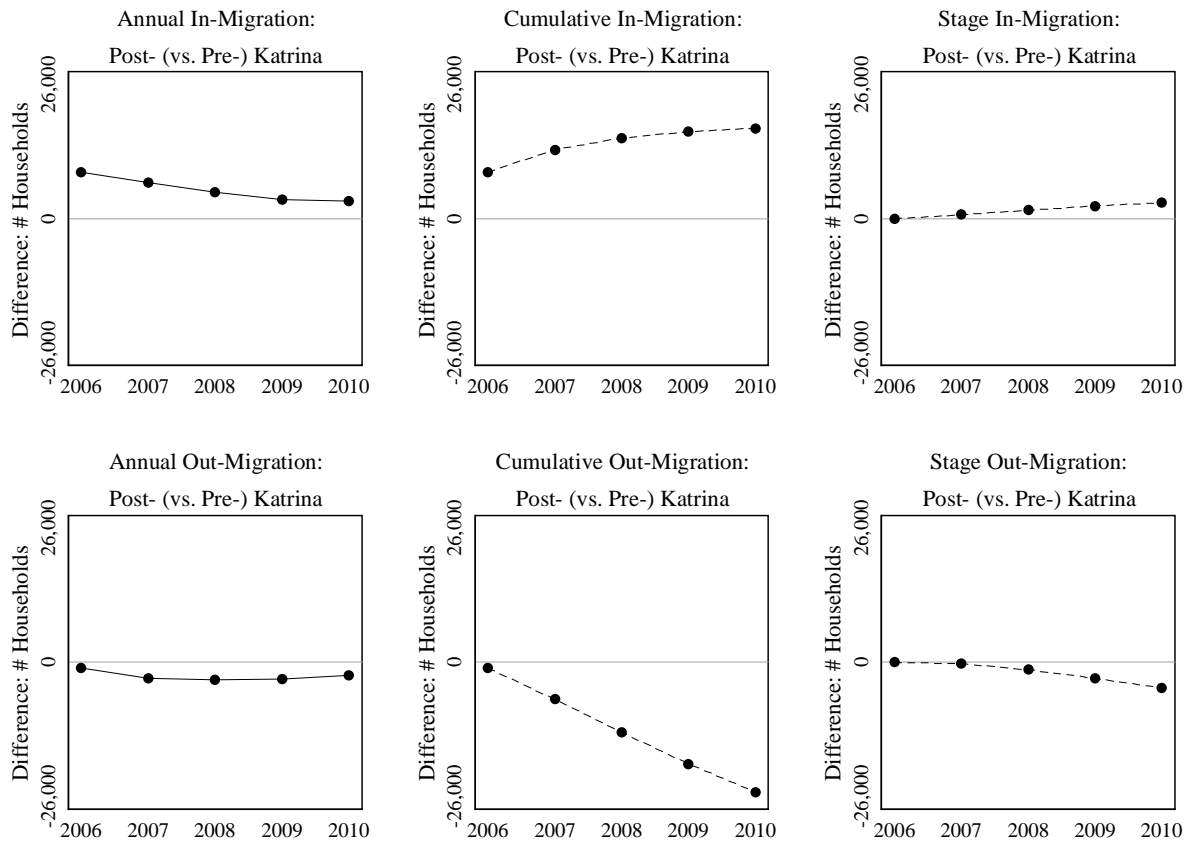 Annual In-Migration:
Post- (vs. Pre-) Katrina
Difference: # Households
26,000
0
-26,000
2006 2007 2008 2009 2010
Cumulative In-Migration:
Post- (vs. Pre-) Katrina
Difference: # Households
26,000
0
-26,000
2006 2007 2008 2009 2010
Stage In-Migration:
Post- (vs. Pre-) Katrina
Difference: # Households
26,000
0
-26,000
2006 2007 2008 2009 2010
Annual Out-Migration:
Post- (vs. Pre-) Katrina
Difference: # Households
26,000
0
-26,000
2006 2007 2008 2009 2010
Cumulative Out-Migration:
Post- (vs. Pre-) Katrina
Difference: # Households
26,000
0
-26,000
2006 2007 2008 2009 2010
Stage Out-Migration:
Post- (vs. Pre-) Katrina
Difference: # Households
26,000
0
-26,000
2006 2007 2008 2009 2010